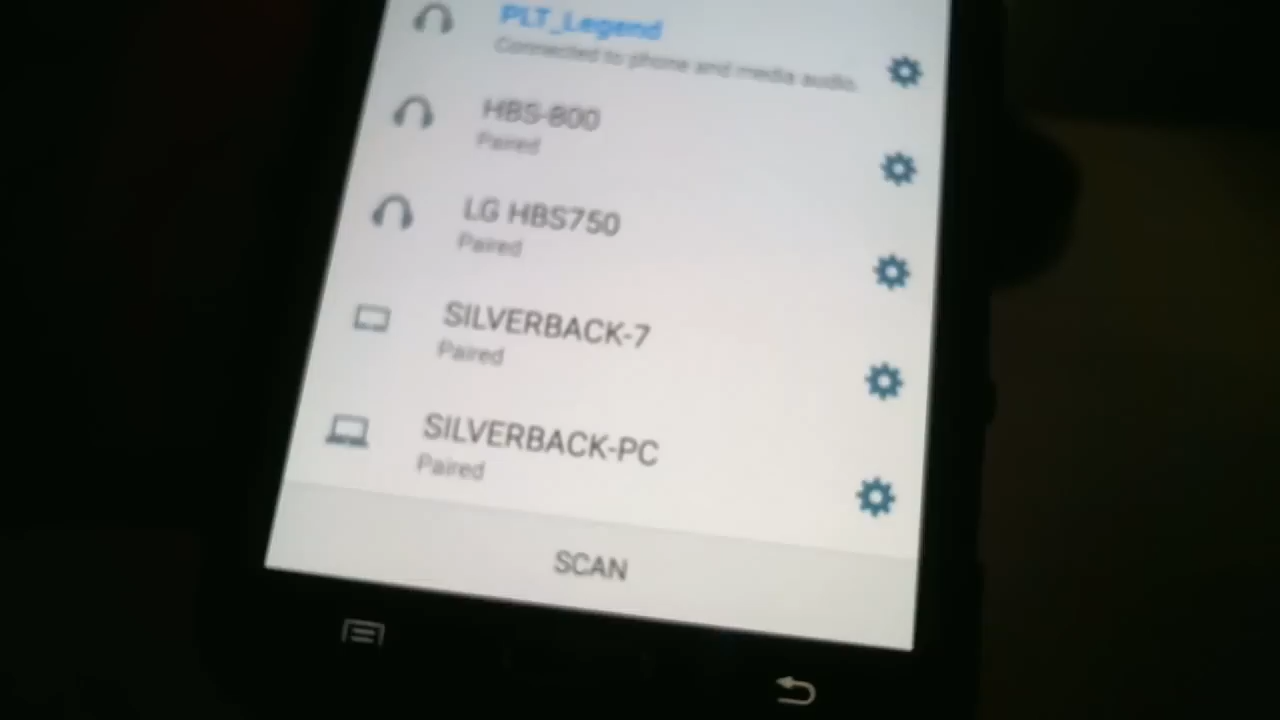 PLT_Legend
Connected to phone and media audio.
HBS-800
Paired
LG HBS750
Paired
SILVERBACK-7
Paired
SILVERBACK-PC
Paired
SCAN